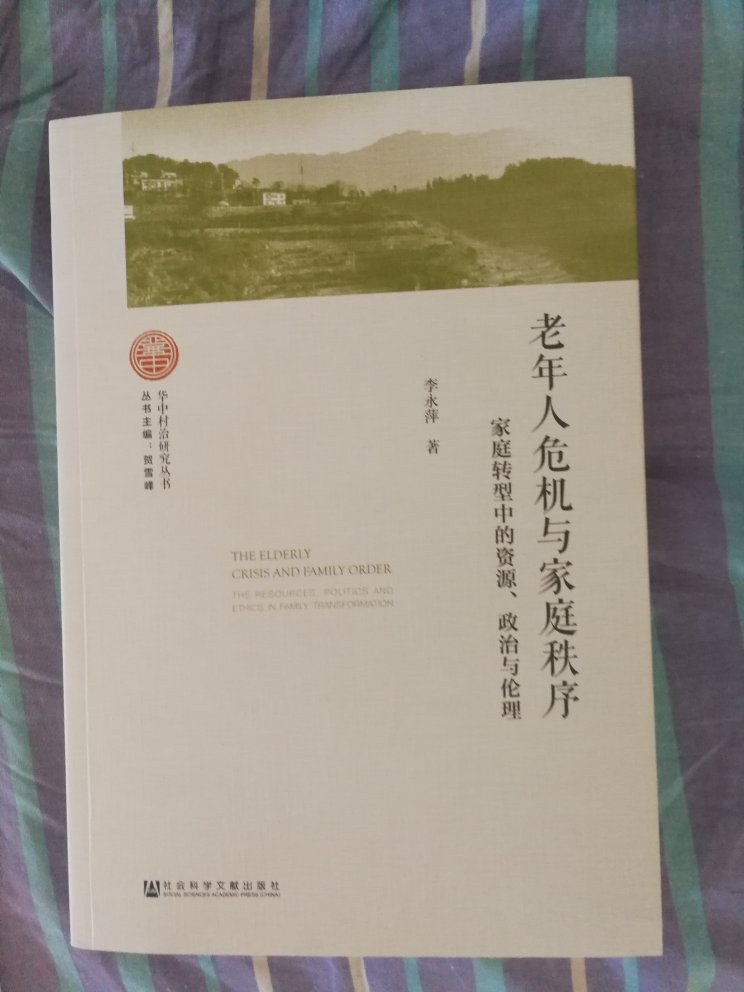 老年人危机与家庭秩序
家庭转型中的资源、政治与伦理
李永萍 著
华中村治研究丛书
丛书主编：贺雪峰
THE ELDERLY
CRISIS AND FAMILY ORDER
THE RESOURCES, POLITICS AND
ETHICS IN FAMILY TRANSFORMATION
社会科学文献出版社
SOCIAL SCIENCES ACADEMIC PRESS (CHINA)